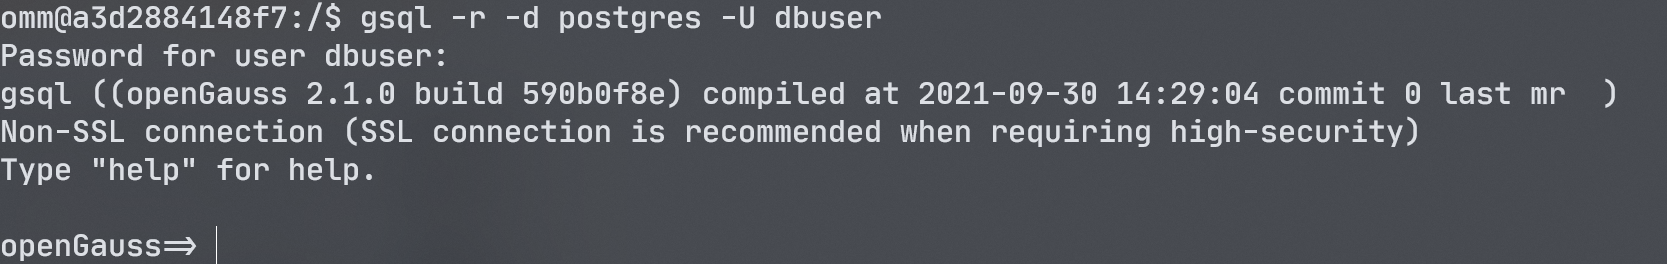 omm@a3d2884148f7:/$ gsql -r -d postgres -U dbuser
Password for user dbuser:
gsql ((openGauss 2.1.0 build 590b0f8e) compiled at 2021-09-30 14:29:04 commit 0 last mr  )
Non-SSL connection (SSL connection is recommended when requiring high-security)
Type "help" for help.
openGauss=>